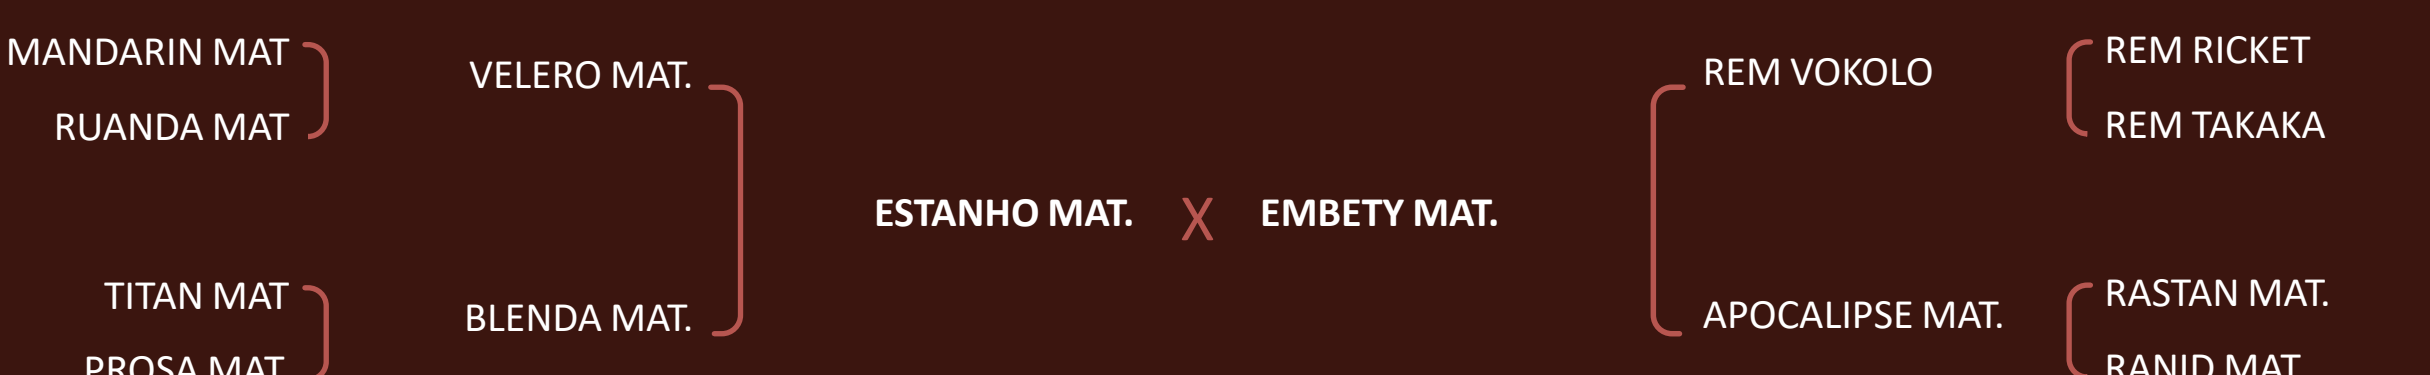 MANDARIN MAT
RUANDA MAT
VELERO MAT.
TITAN MAT
PROSA MAT
BLENDA MAT.
ESTANHO MAT. X EMBETY MAT.
REM VOKOLO
REM RICKET
REM TAKAKA
APOCALIPSE MAT.
RASTAN MAT.
RANID MAT